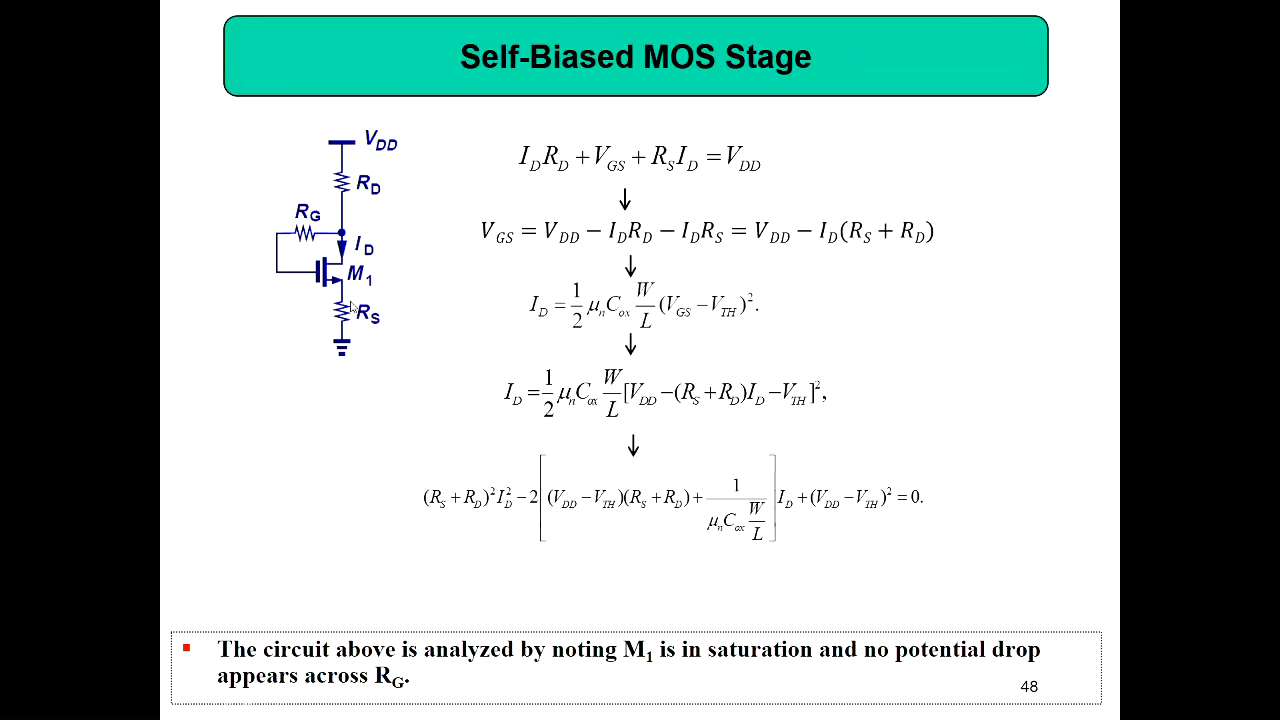 Self-Biased MOS Stage
V_DD
R_D
R_G
I_D
M_1
R_S
I_D R_D + V_GS + R_S I_D = V_DD
↓
V_GS = V_DD − I_D R_D − I_D R_S = V_DD − I_D(R_S + R_D)
↓
I_D = 1/2 μ_n C_ox W/L (V_GS − V_TH)^2.
↓
I_D = 1/2 μ_n C_ox W/L [V_DD − (R_S + R_D)I_D − V_TH]^2,
↓
(R_S + R_D)^2 I_D^2 − 2[(V_DD − V_TH)(R_S + R_D) + 1/(μ_n C_ox W/L)] I_D + (V_DD − V_TH)^2 = 0.
▪ The circuit above is analyzed by noting M_1 is in saturation and no potential drop
appears across R_G.
48